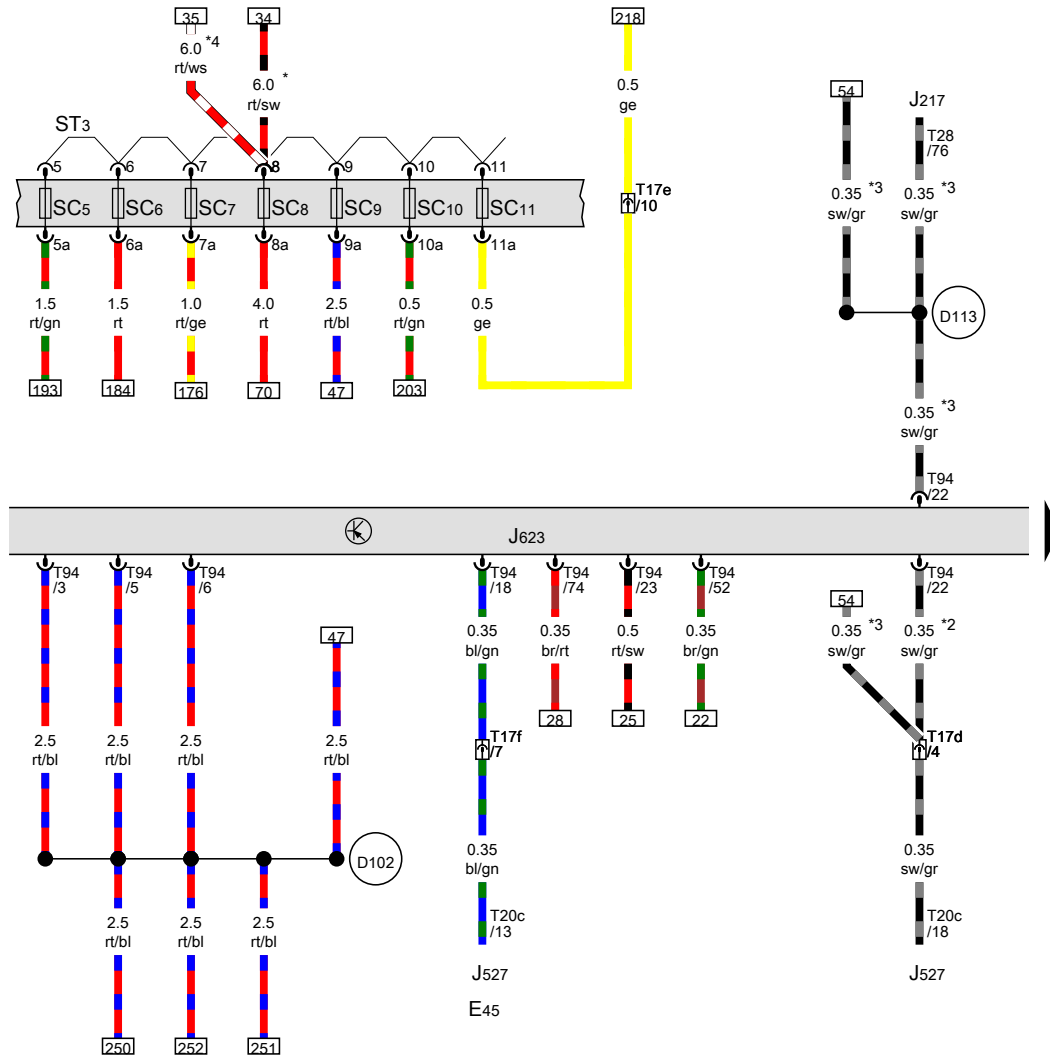 35 34 218
6.0 *4
rt/ws
6.0 *
rt/sw
0.5
ge
54
J217
T28
/76
ST3
5 6 7 8 9 10 11
0.35 *3
sw/gr
0.35 *3
sw/gr
T17e
/10
SC5 SC6 SC7 SC8 SC9 SC10 SC11
5a 6a 7a 8a 9a 10a 11a
1.5 1.5 1.0 4.0 2.5 0.5 0.5
rt/gn rt rt/ge rt rt/bl rt/gn ge
D113
193 184 176 70 47 203
0.35 *3
sw/gr
T94
/22
J623
T94
/3
T94
/5
T94
/6
T94
/18
T94
/74
T94
/23
T94
/52
T94
/22
54
47
0.35
bl/gn
0.35
br/rt
0.5
rt/sw
0.35
br/gn
0.35 *3
sw/gr
0.35 *2
sw/gr
28 25 22
2.5
rt/bl
2.5
rt/bl
2.5
rt/bl
2.5
rt/bl
T17f
/7
T17d
/4
D102
0.35
bl/gn
0.35
sw/gr
2.5
rt/bl
2.5
rt/bl
2.5
rt/bl
T20c
/13
T20c
/18
J527
J527
E45
250 252 251